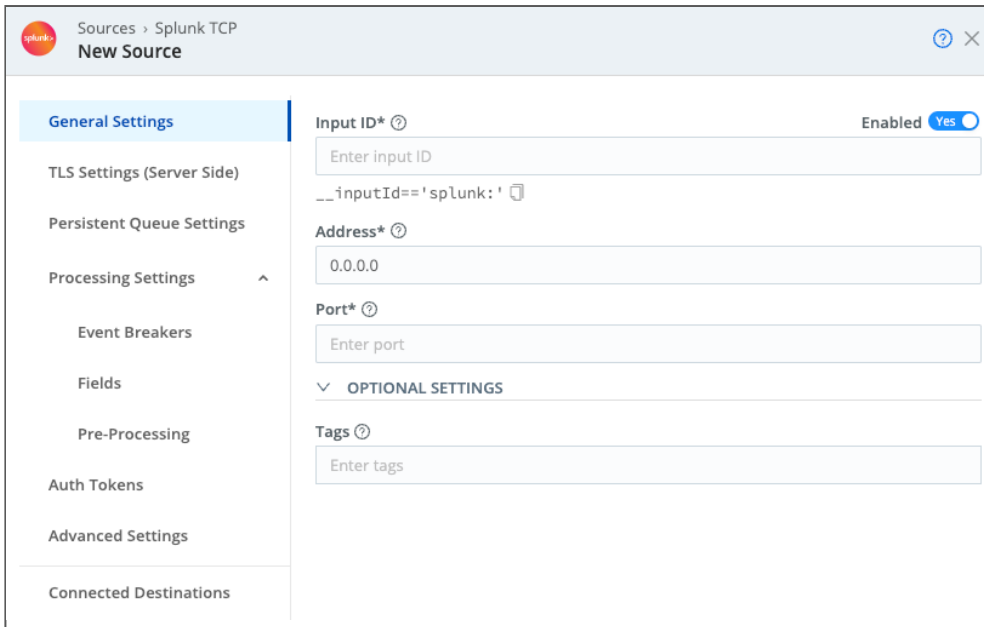 splunk>
Sources › Splunk TCP
New Source
General Settings
TLS Settings (Server Side)
Persistent Queue Settings
Processing Settings
Event Breakers
Fields
Pre-Processing
Auth Tokens
Advanced Settings
Connected Destinations
Input ID*
Enabled Yes
Enter input ID
__inputId=='splunk:'
Address*
0.0.0.0
Port*
Enter port
OPTIONAL SETTINGS
Tags
Enter tags